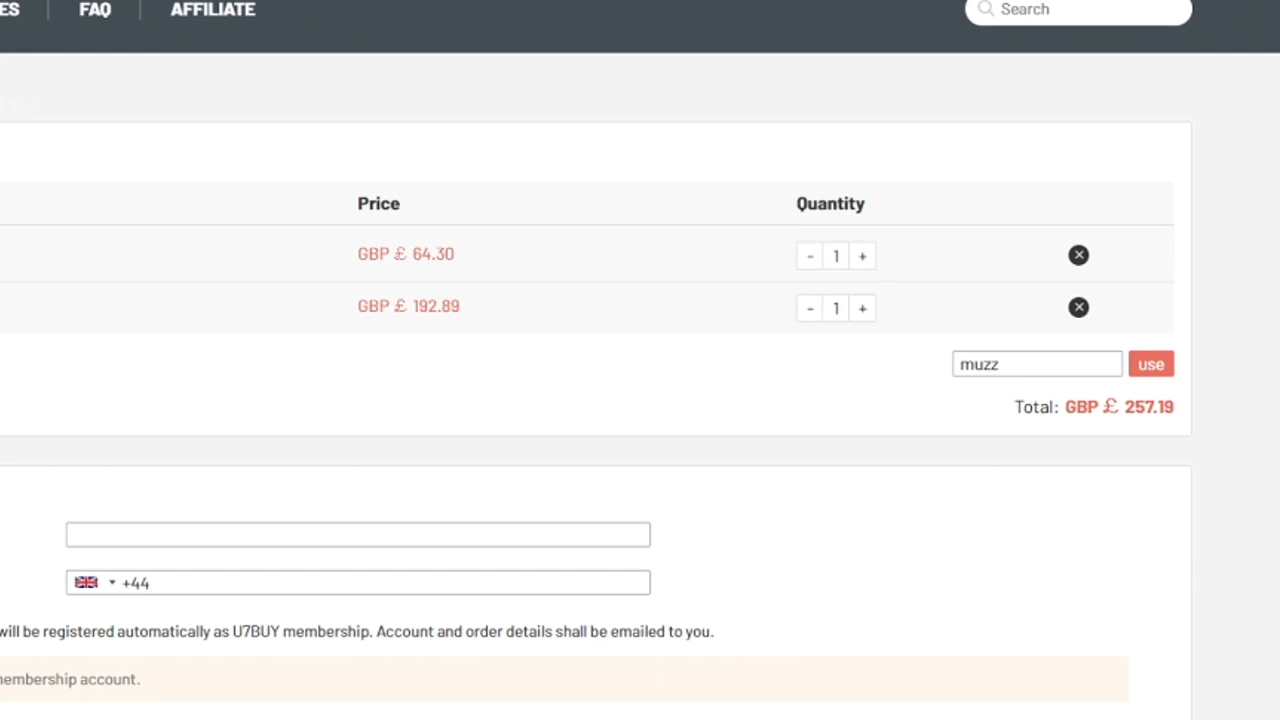 ES FAQ AFFILIATE Search
Price Quantity
GBP £ 64.30 - 1 +
GBP £ 192.89 - 1 +
muzz use
Total: GBP £ 257.19
+44
will be registered automatically as U7BUY membership. Account and order details shall be emailed to you.
membership account.